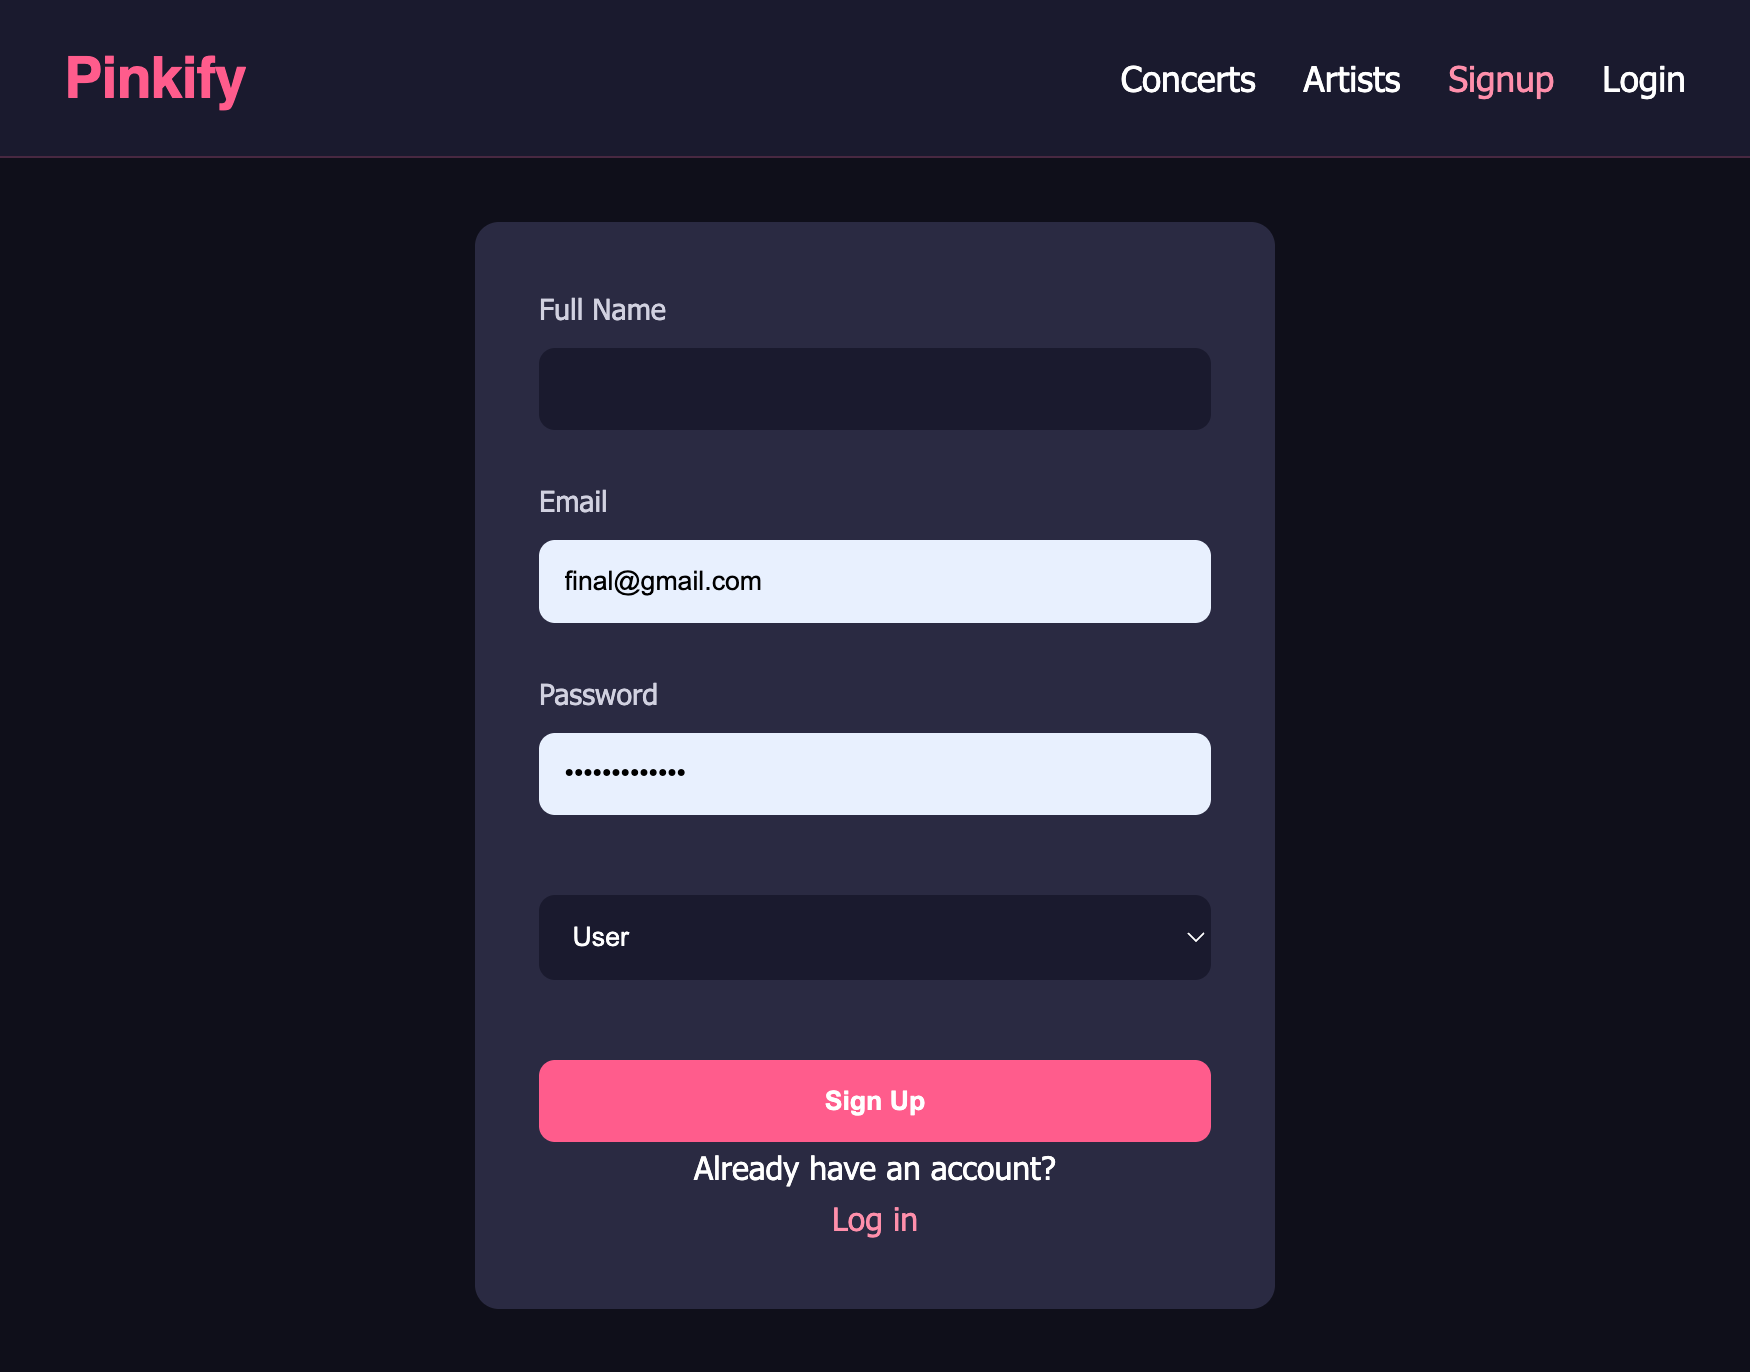 Pinkify
Concerts Artists Signup Login
Full Name
Email
final@gmail.com
Password
•••••••••••••
User
Sign Up
Already have an account?
Log in